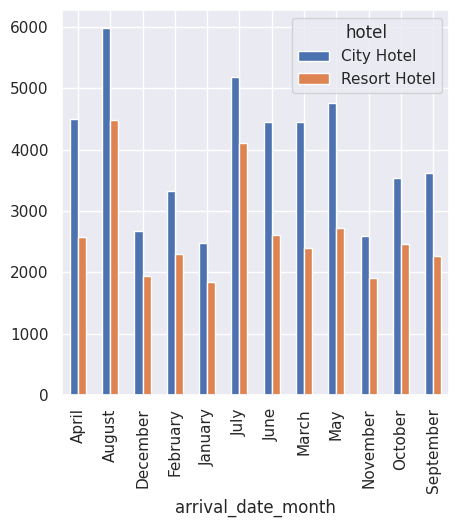 hotel
City Hotel
Resort Hotel
6000
5000
4000
3000
2000
1000
0
April
August
December
February
January
July
June
March
May
November
October
September
arrival_date_month